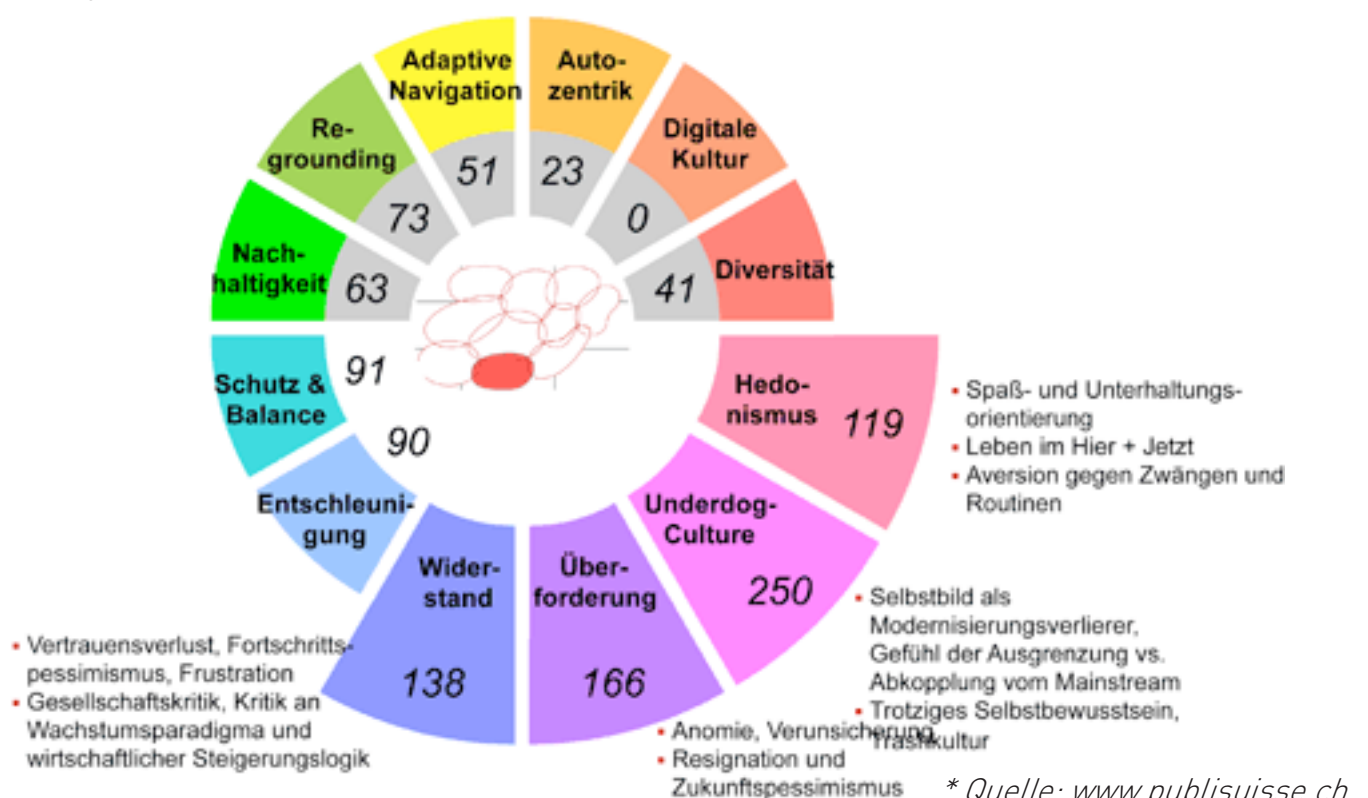 Adaptive
Navigation
51
Auto-
zentrik
23
Digitale
Kultur
0
Diversität
41
Hedo-
nismus
119
• Spaß- und Unterhaltungs-
orientierung
• Leben im Hier + Jetzt
• Aversion gegen Zwängen und
Routinen
Underdog-
Culture
250
• Selbstbild als
Modernisierungsverlierer,
Gefühl der Ausgrenzung vs.
Abkopplung vom Mainstream
• Trotziges Selbstbewusstsein,
Trashkultur
Über-
forderung
166
• Anomie, Verunsicherung
• Resignation und
Zukunftspessimismus
Wider-
stand
138
• Vertrauensverlust, Fortschritts-
pessimismus, Frustration
• Gesellschaftskritik, Kritik an
Wachstumsparadigma und
wirtschaftlicher Steigerungslogik
Entschleuni-
gung
90
Schutz &
Balance
91
Nach-
haltigkeit
63
Re-
grounding
73
* Quelle: www.publisuisse.ch